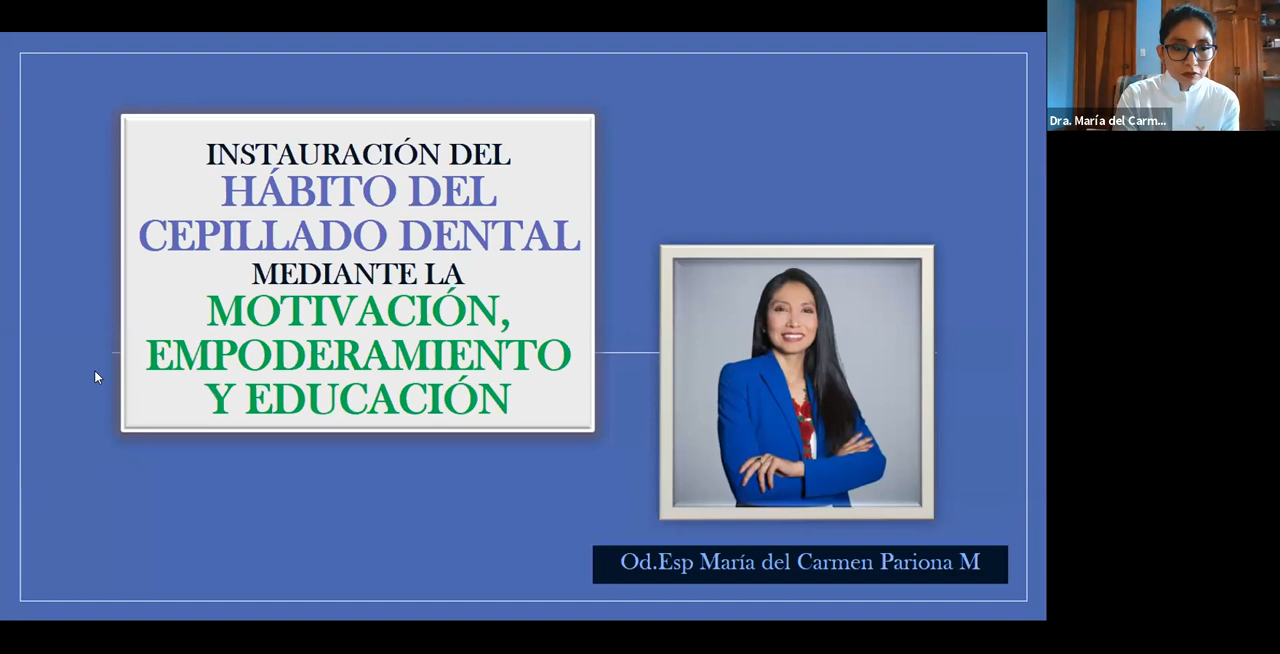 INSTAURACIÓN DEL
HÁBITO DEL
CEPILLADO DENTAL
MEDIANTE LA
MOTIVACIÓN,
EMPODERAMIENTO
Y EDUCACIÓN
Od.Esp María del Carmen Pariona M
Dra. María del Carm...